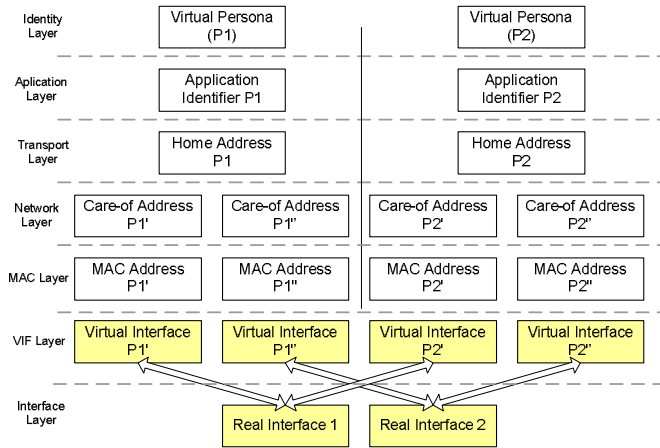 Identity
Layer
Virtual Persona
(P1)
Virtual Persona
(P2)
Aplication
Layer
Application
Identifier P1
Application
Identifier P2
Transport
Layer
Home Address
P1
Home Address
P2
Network
Layer
Care-of Address
P1'
Care-of Address
P1''
Care-of Address
P2'
Care-of Address
P2''
MAC Layer
MAC Address
P1'
MAC Address
P1''
MAC Address
P2'
MAC Address
P2''
VIF Layer
Virtual Interface
P1'
Virtual Interface
P1''
Virtual Interface
P2'
Virtual Interface
P2''
Interface
Layer
Real Interface 1
Real Interface 2